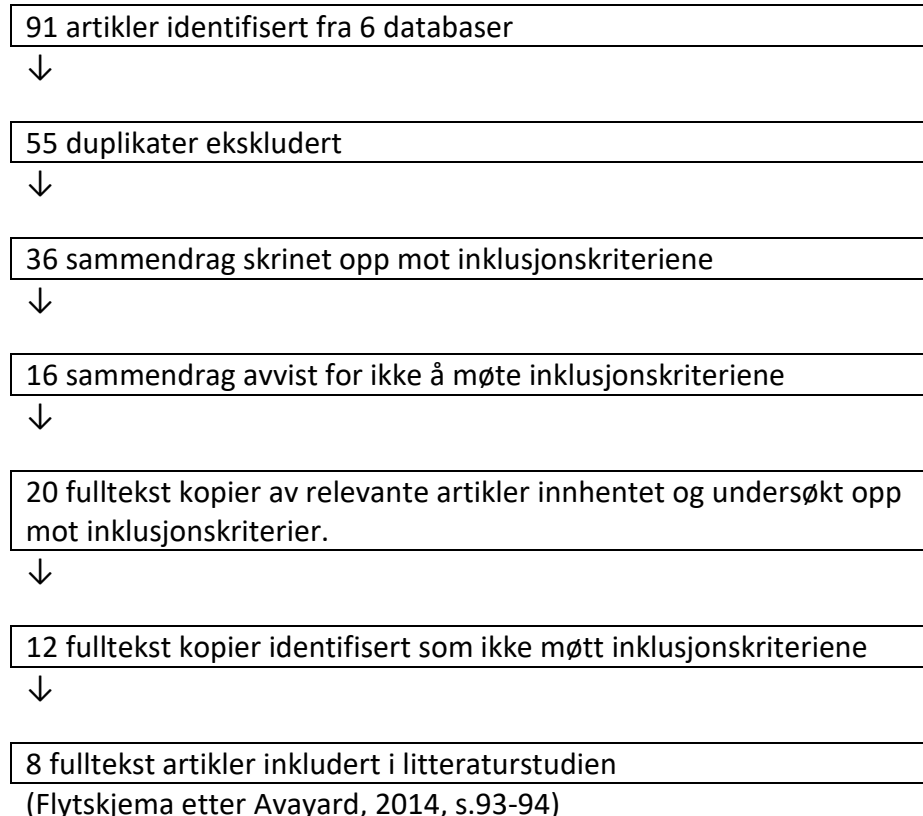 91 artikler identifisert fra 6 databaser
↓
55 duplikater ekskludert
↓
36 sammendrag skrinet opp mot inklusjonskriteriene
↓
16 sammendrag avvist for ikke å møte inklusjonskriteriene
↓
20 fulltekst kopier av relevante artikler innhentet og undersøkt opp
mot inklusjonskriterier.
↓
12 fulltekst kopier identifisert som ikke møtt inklusjonskriteriene
↓
8 fulltekst artikler inkludert i litteraturstudien
(Flytskjema etter Avayard, 2014, s.93-94)